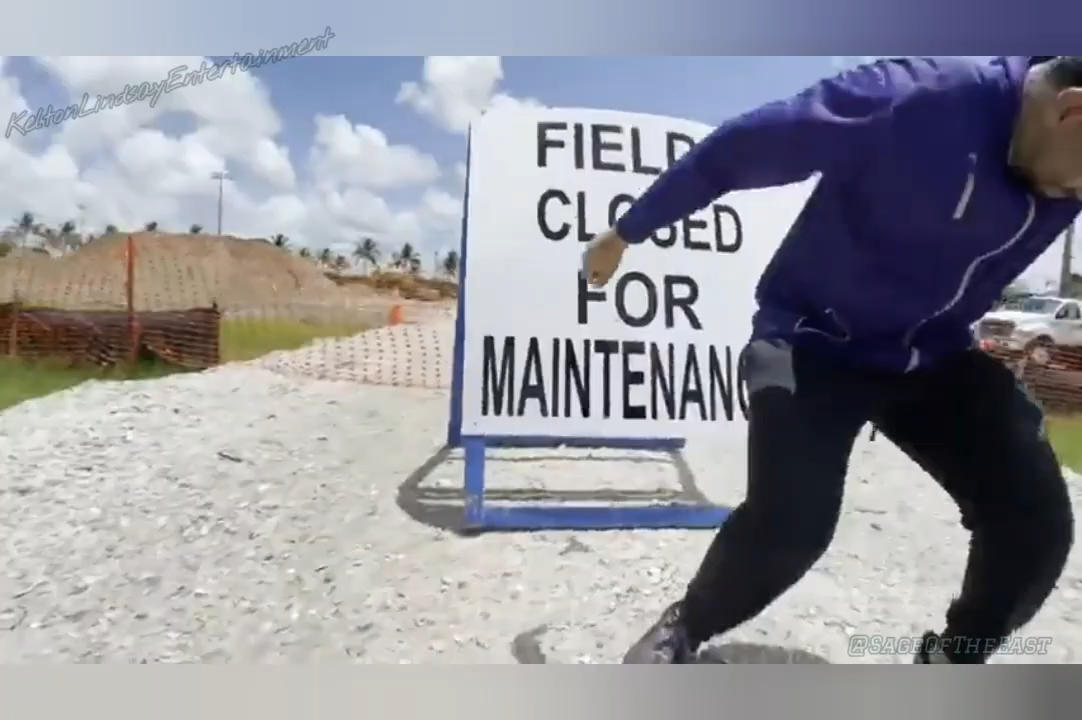 KeltonLindsayEntertainment
FIELD
CLOSED
FOR
MAINTENANC
@SAGEOFTHEEAST